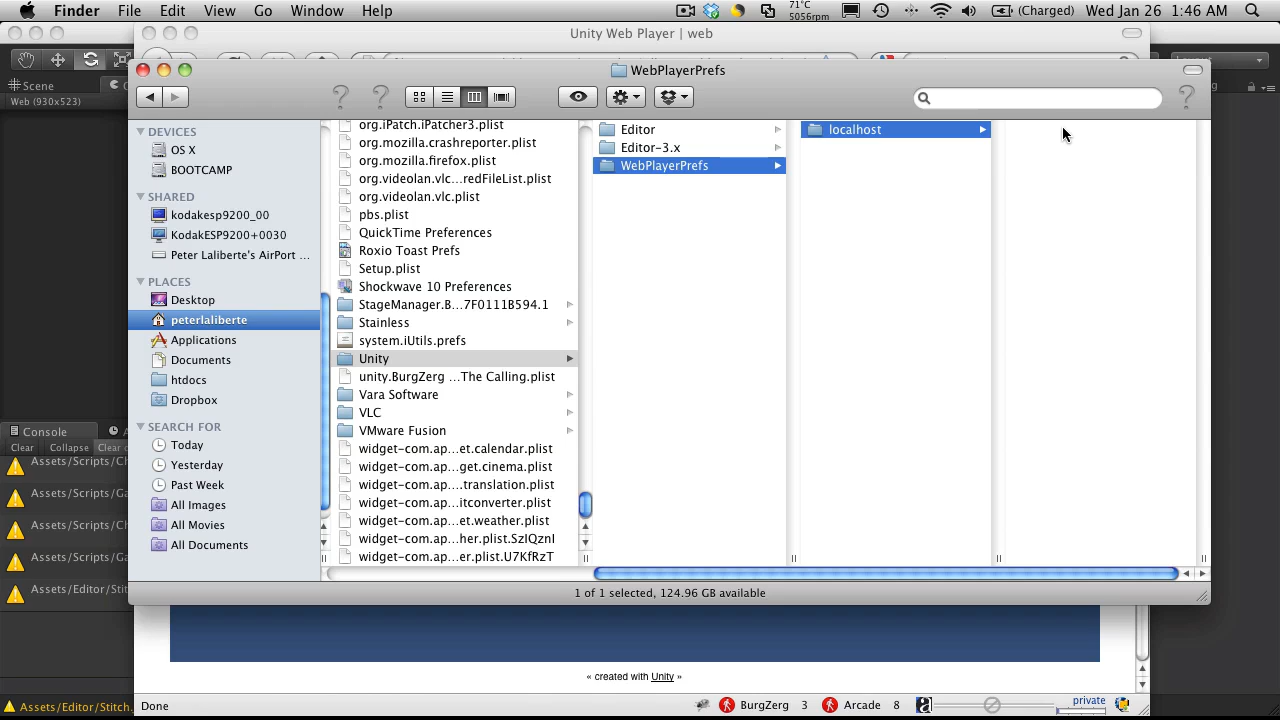 Finder File Edit View Go Window Help 71°C 5056rpm (Charged) Wed Jan 26 1:46 AM
Unity Web Player | web
WebPlayerPrefs
Scene
Web (930x523)
DEVICES
OS X
BOOTCAMP
SHARED
kodakesp9200_00
KodakESP9200+0030
Peter Laliberte's AirPort ...
PLACES
Desktop
peterlaliberte
Applications
Documents
htdocs
Dropbox
SEARCH FOR
Today
Yesterday
Past Week
All Images
All Movies
All Documents
org.iPatch.iPatcher3.plist
org.mozilla.crashreporter.plist
org.mozilla.firefox.plist
org.videolan.vlc...redFileList.plist
org.videolan.vlc.plist
pbs.plist
QuickTime Preferences
Roxio Toast Prefs
Setup.plist
Shockwave 10 Preferences
StageManager.B...7F0111B594.1
Stainless
system.iUtils.prefs
Unity
unity.BurgZerg ...The Calling.plist
Vara Software
VLC
VMware Fusion
widget-com.ap...et.calendar.plist
widget-com.ap...get.cinema.plist
widget-com.ap....translation.plist
widget-com.ap...itconverter.plist
widget-com.ap...et.weather.plist
widget-com.ap...her.plist.SzIQznI
widget-com.ap...er.plist.U7KfRzT
Editor
Editor-3.x
WebPlayerPrefs
localhost
1 of 1 selected, 124.96 GB available
Console
Clear Collapse Clear
Assets/Scripts/Ch
Assets/Scripts/Ga
Assets/Scripts/Ch
Assets/Scripts/Ga
Assets/Editor/Stit
Assets/Editor/Stitch.
« created with Unity »
Done
BurgZerg 3 Arcade 8 private